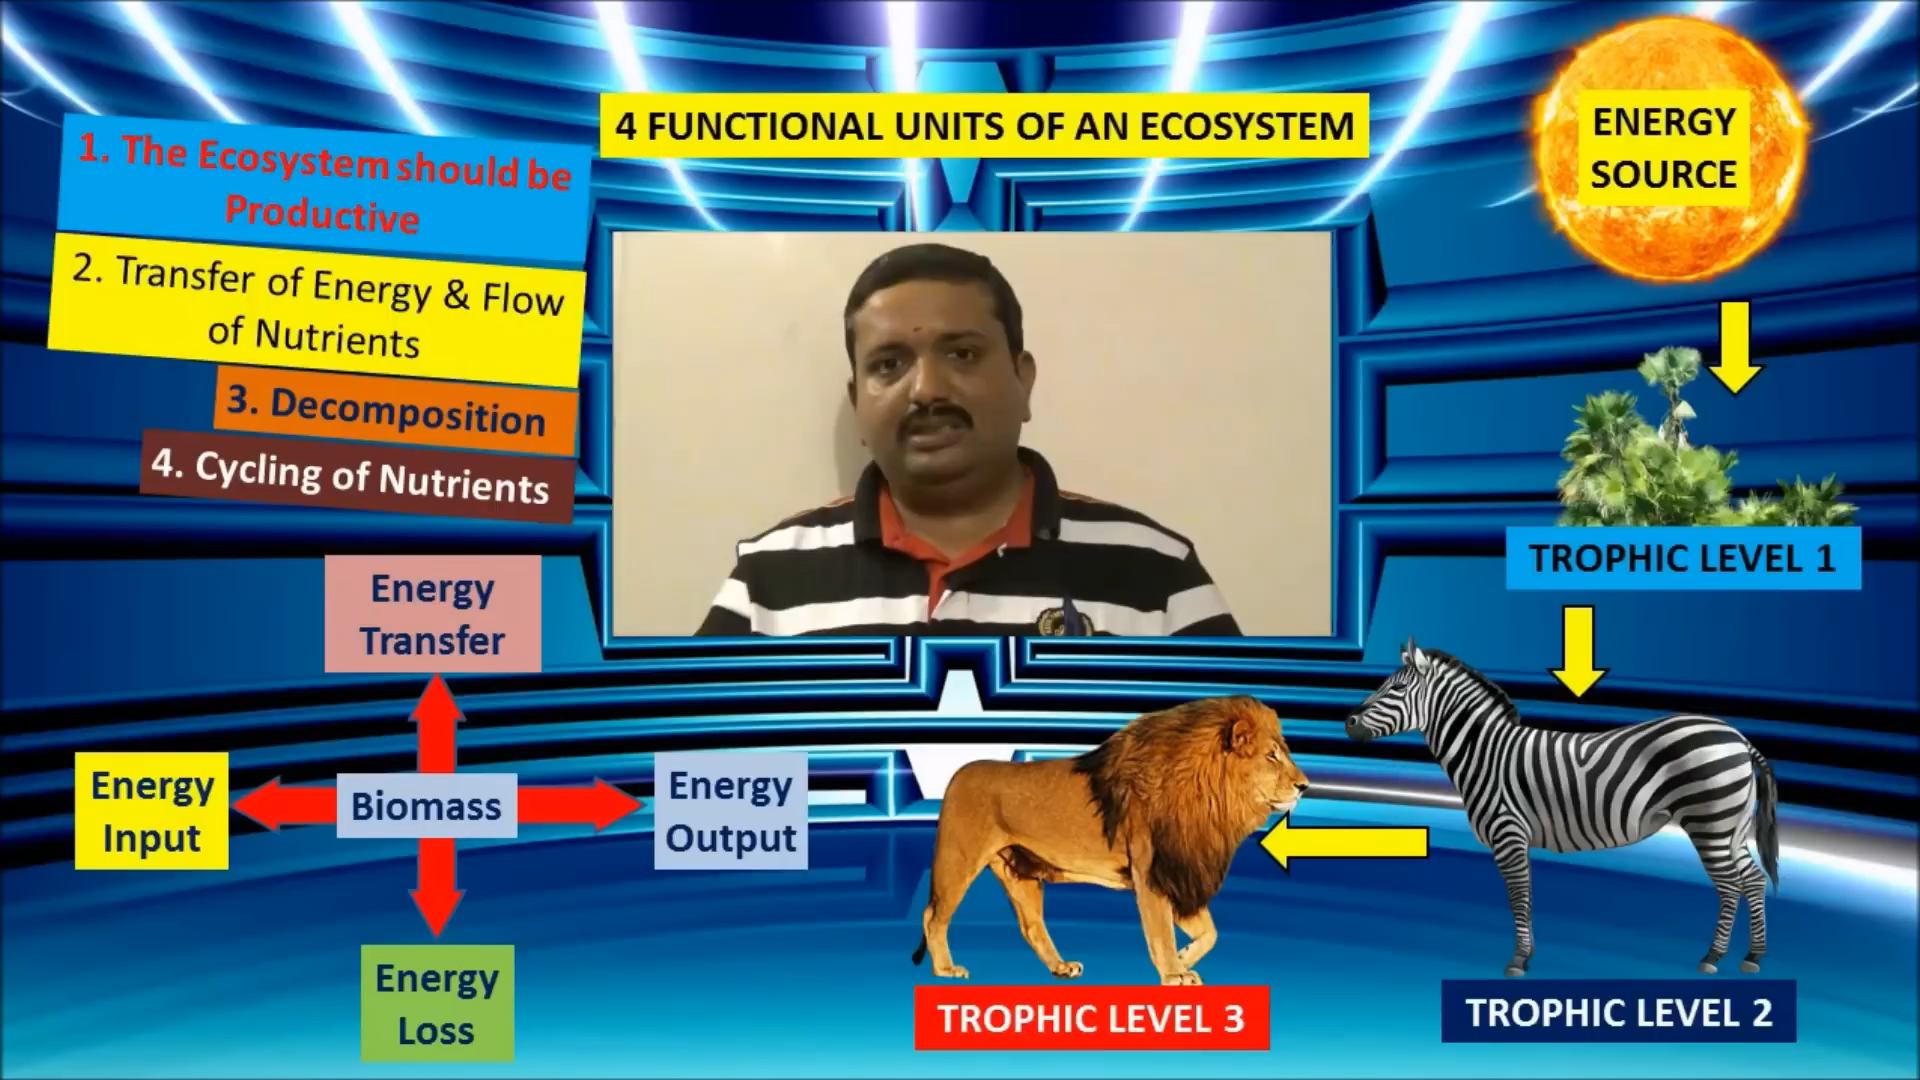 4 FUNCTIONAL UNITS OF AN ECOSYSTEM
1. The Ecosystem should be
Productive
2. Transfer of Energy & Flow
of Nutrients
3. Decomposition
4. Cycling of Nutrients
ENERGY
SOURCE
TROPHIC LEVEL 1
TROPHIC LEVEL 2
TROPHIC LEVEL 3
Energy
Transfer
Energy
Input
Biomass
Energy
Output
Energy
Loss